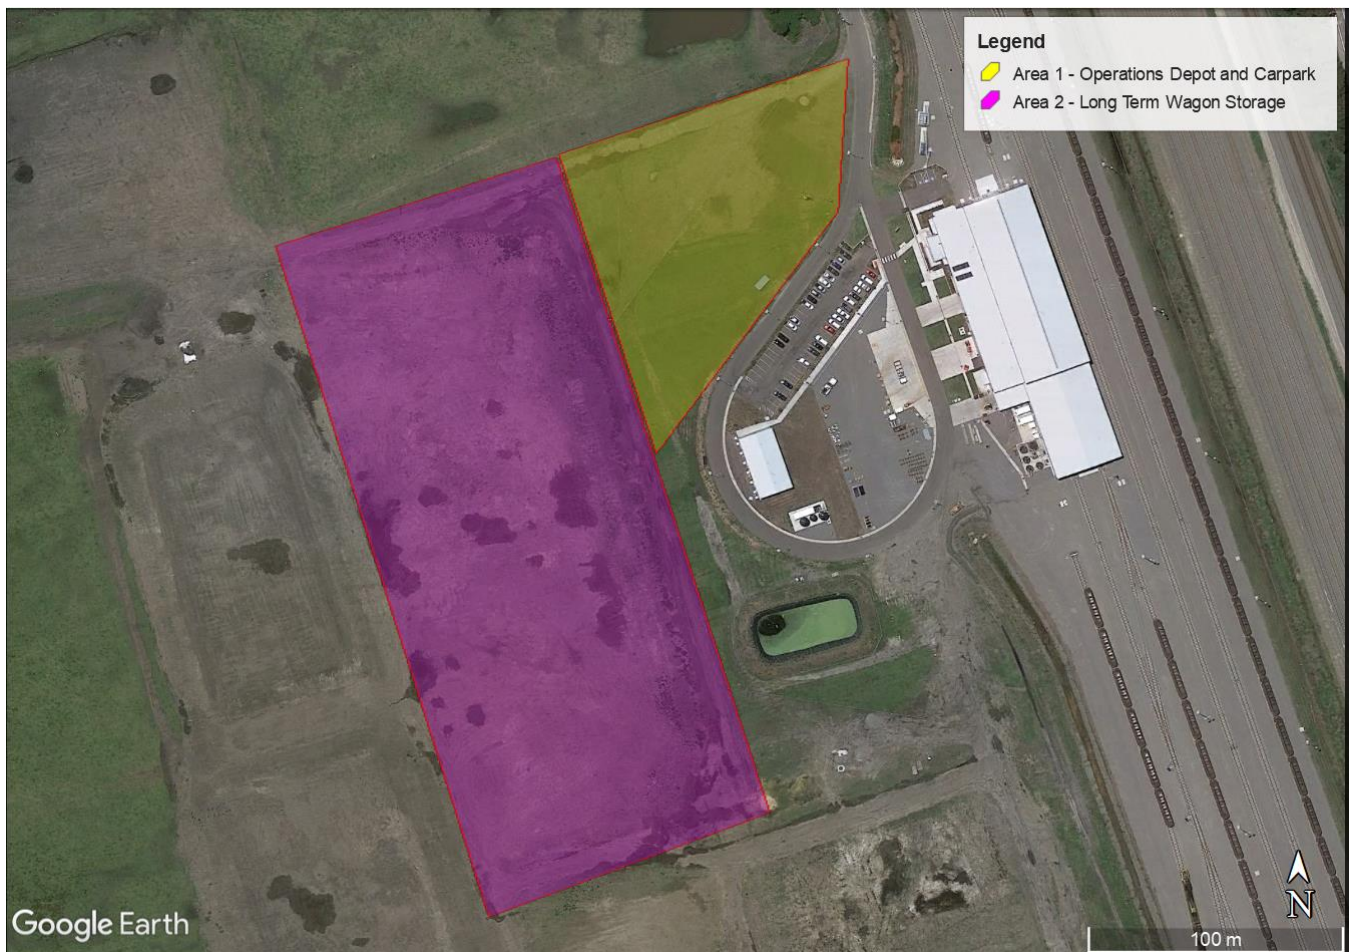 Legend
Area 1 - Operations Depot and Carpark
Area 2 - Long Term Wagon Storage
Google Earth
N
100 m